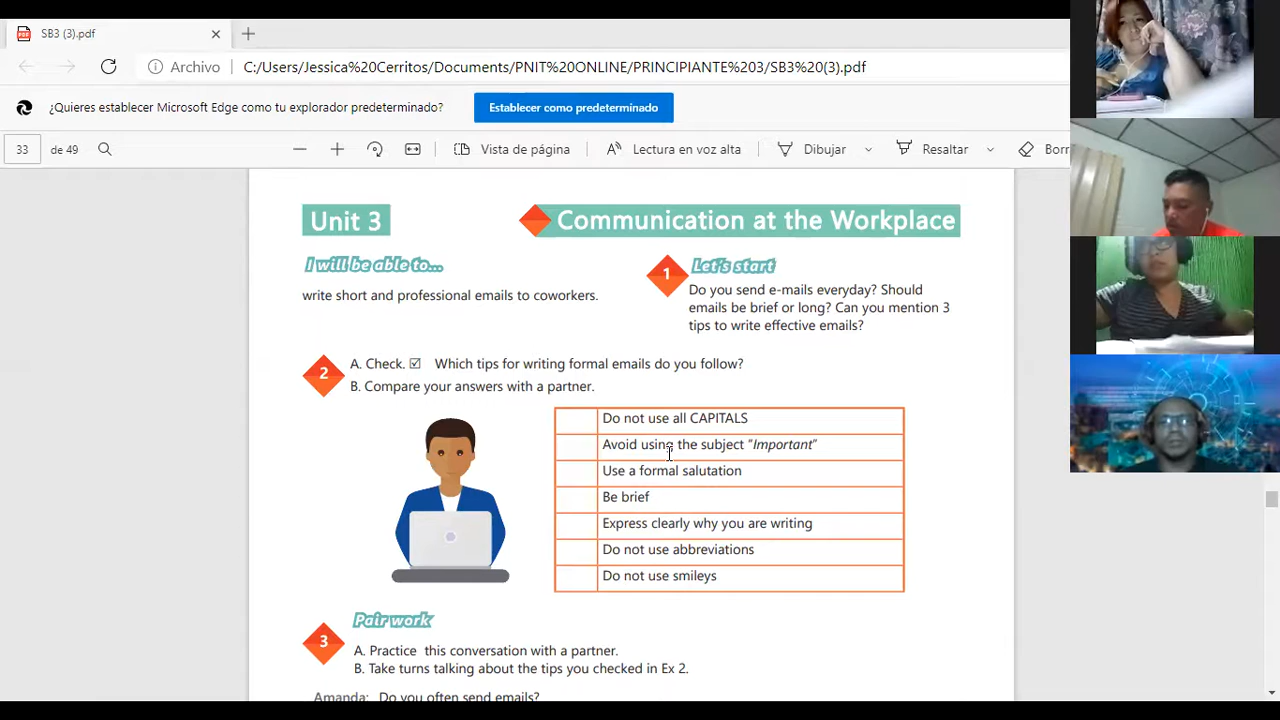 SB3 (3).pdf
Archivo C:/Users/Jessica%20Cerritos/Documents/PNIT%20ONLINE/PRINCIPIANTE%203/SB3%20(3).pdf
¿Quieres establecer Microsoft Edge como tu explorador predeterminado? Establecer como predeterminado
33 de 49 Vista de página Lectura en voz alta Dibujar Resaltar Borr
Unit 3 Communication at the Workplace
I will be able to...
write short and professional emails to coworkers.
1 Let's start
Do you send e-mails everyday? Should
emails be brief or long? Can you mention 3
tips to write effective emails?
2 A. Check. ☑ Which tips for writing formal emails do you follow?
B. Compare your answers with a partner.
Do not use all CAPITALS
Avoid using the subject "Important"
Use a formal salutation
Be brief
Express clearly why you are writing
Do not use abbreviations
Do not use smileys
Pair work
3 A. Practice this conversation with a partner.
B. Take turns talking about the tips you checked in Ex 2.
Amanda: Do you often send emails?